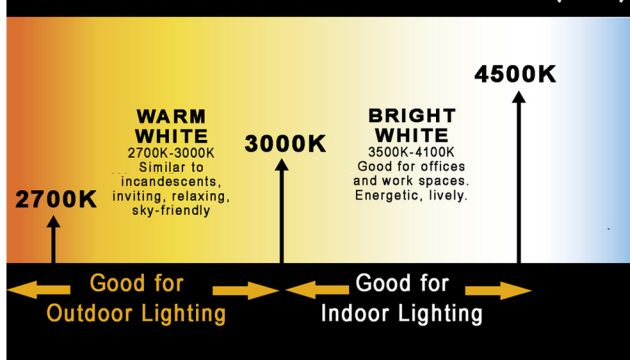 4500K
WARM
WHITE
2700K-3000K
Similar to
incandescents,
inviting, relaxing,
sky-friendly
3000K
BRIGHT
WHITE
3500K-4100K
Good for offices
and work spaces.
Energetic, lively.
2700K
Good for
Outdoor Lighting
Good for
Indoor Lighting